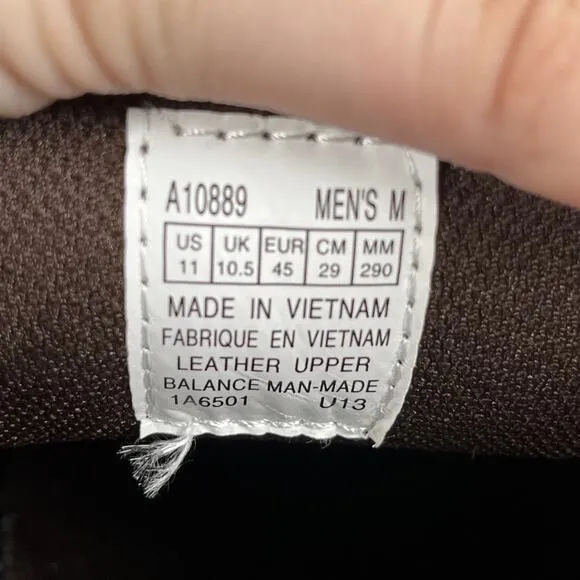 A10889 MEN'S M
US UK EUR CM MM
11 10.5 45 29 290
MADE IN VIETNAM
FABRIQUE EN VIETNAM
LEATHER UPPER
BALANCE MAN-MADE
1A6501 U13